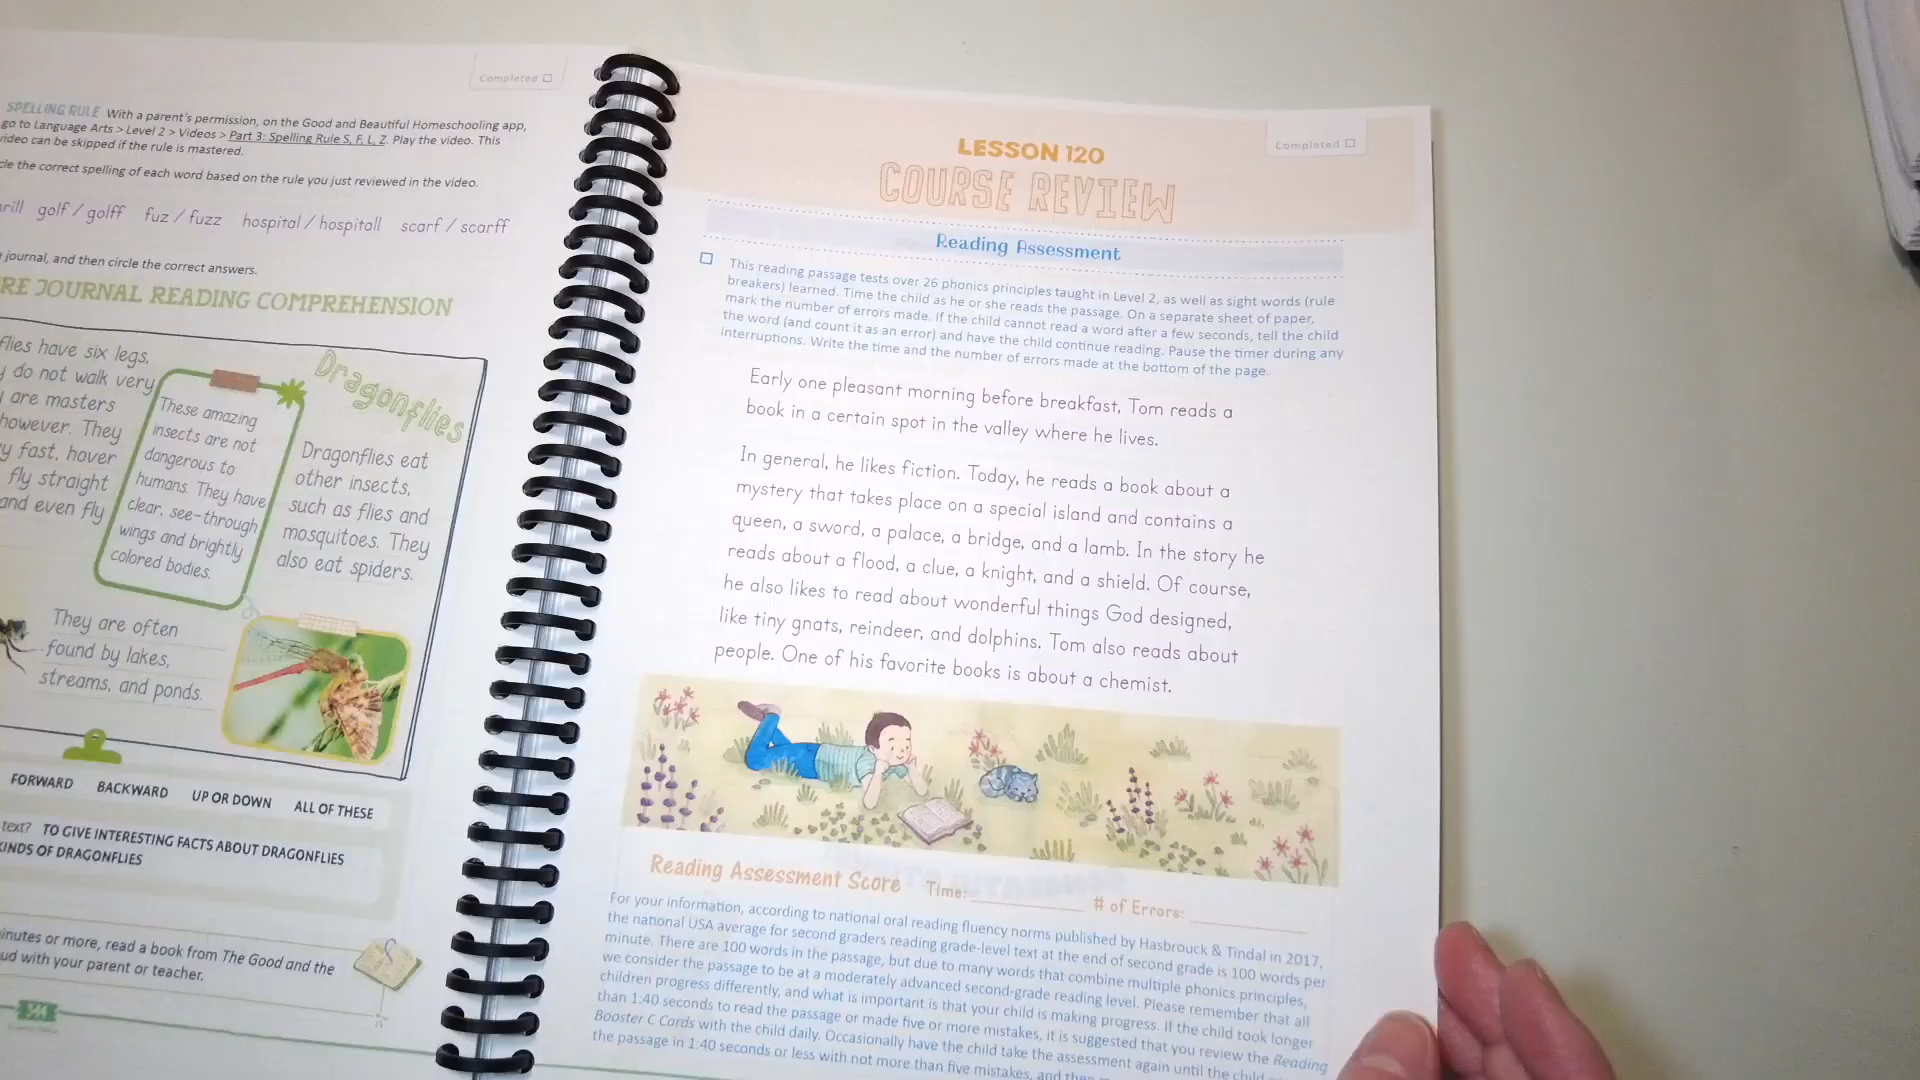 Completed
SPELLING RULE With a parent's permission, on the Good and Beautiful Homeschooling app,
go to Language Arts > Level 2 > Videos > Part 3: Spelling Rule S, F, L, Z. Play the video. This
video can be skipped if the rule is mastered.
the correct spelling of each word based on the rule you just reviewed in the video.
golf / golff fuz / fuzz hospital / hospitall scarf / scarff
journal, and then circle the correct answers.
JOURNAL READING COMPREHENSION
flies have six legs,
do not walk very
are masters
however. They
fast, hover
fly straight
and even fly
These amazing
insects are not
dangerous to
humans. They have
clear, see-through
wings and brightly
colored bodies.
Dragonflies
Dragonflies eat
other insects,
such as flies and
mosquitoes. They
also eat spiders.
They are often
found by lakes,
streams, and ponds.
FORWARD BACKWARD UP OR DOWN ALL OF THESE
text? TO GIVE INTERESTING FACTS ABOUT DRAGONFLIES
KINDS OF DRAGONFLIES
minutes or more, read a book from The Good and the
with your parent or teacher.
Completed
LESSON 120
COURSE REVIEW
Reading Assessment
This reading passage tests over 26 phonics principles taught in Level 2, as well as sight words (rule
breakers) learned. Time the child as he or she reads the passage. On a separate sheet of paper,
mark the number of errors made. If the child cannot read a word after a few seconds, tell the child
the word (and count it as an error) and have the child continue reading. Pause the timer during any
interruptions. Write the time and the number of errors made at the bottom of the page.
Early one pleasant morning before breakfast, Tom reads a
book in a certain spot in the valley where he lives.
In general, he likes fiction. Today, he reads a book about a
mystery that takes place on a special island and contains a
queen, a sword, a palace, a bridge, and a lamb. In the story he
reads about a flood, a clue, a knight, and a shield. Of course,
he also likes to read about wonderful things God designed,
like tiny gnats, reindeer, and dolphins. Tom also reads about
people. One of his favorite books is about a chemist.
Reading Assessment Score Time: # of Errors:
For your information, according to national oral reading fluency norms published by Hasbrouck & Tindal in 2017,
the national USA average for second graders reading grade-level text at the end of second grade is 100 words per
minute. There are 100 words in the passage, but due to many words that combine multiple phonics principles,
we consider the passage to be at a moderately advanced second-grade reading level. Please remember that all
children progress differently, and what is important is that your child is making progress. If the child took longer
than 1:40 seconds to read the passage or made five or more mistakes, it is suggested that you review the Reading
Booster C Cards with the child daily. Occasionally have the child take the assessment again until the child
the passage in 1:40 seconds or less with not more than five mistakes, and then